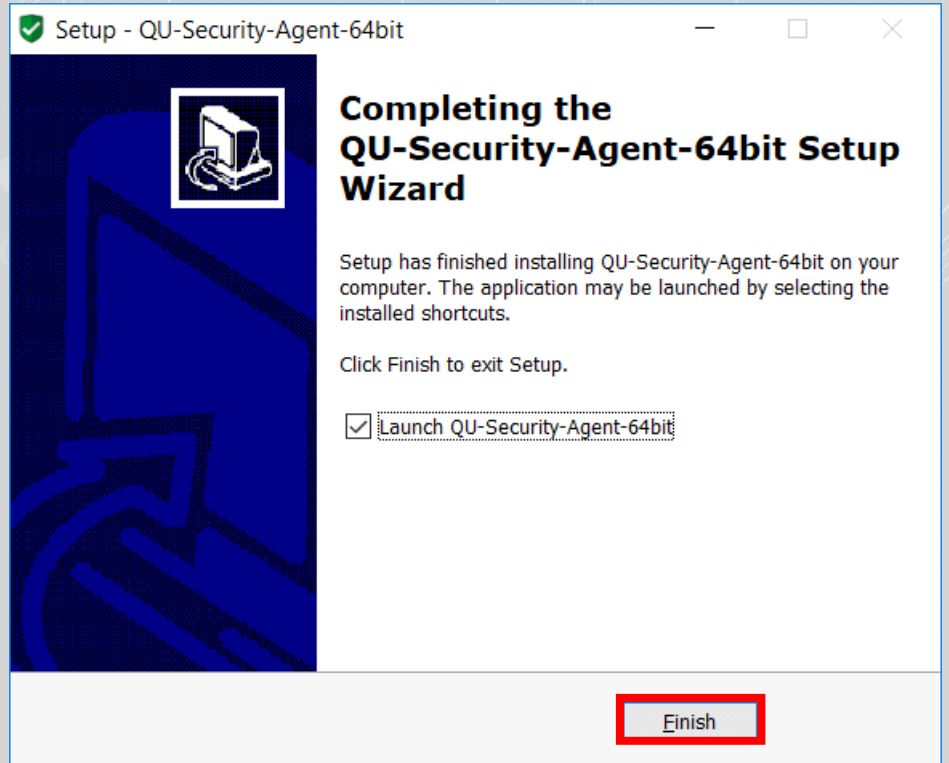 Setup - QU-Security-Agent-64bit
Completing the
QU-Security-Agent-64bit Setup
Wizard
Setup has finished installing QU-Security-Agent-64bit on your
computer. The application may be launched by selecting the
installed shortcuts.
Click Finish to exit Setup.
Launch QU-Security-Agent-64bit
Finish